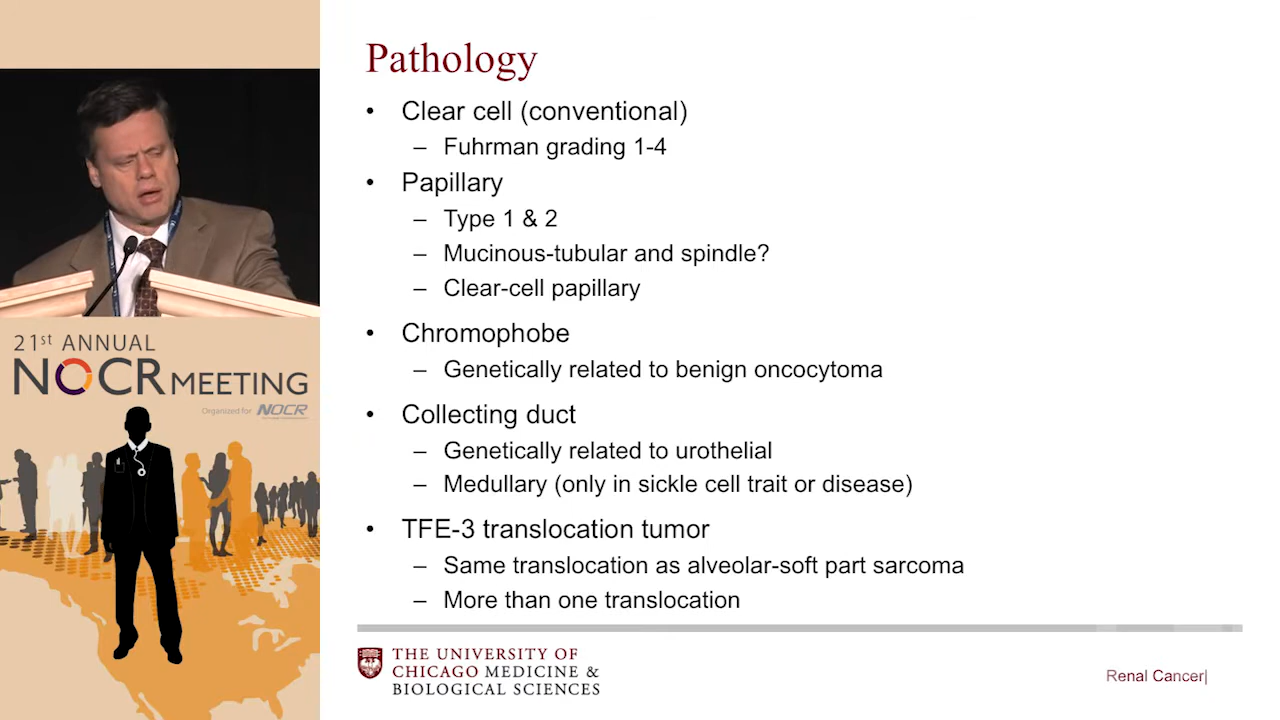 Pathology
• Clear cell (conventional)
– Fuhrman grading 1-4
• Papillary
– Type 1 & 2
– Mucinous-tubular and spindle?
– Clear-cell papillary
• Chromophobe
– Genetically related to benign oncocytoma
• Collecting duct
– Genetically related to urothelial
– Medullary (only in sickle cell trait or disease)
• TFE-3 translocation tumor
– Same translocation as alveolar-soft part sarcoma
– More than one translocation
THE UNIVERSITY OF
CHICAGO MEDICINE &
BIOLOGICAL SCIENCES
Renal Cancer|
21st ANNUAL
NOCR MEETING
Organized for NOCR